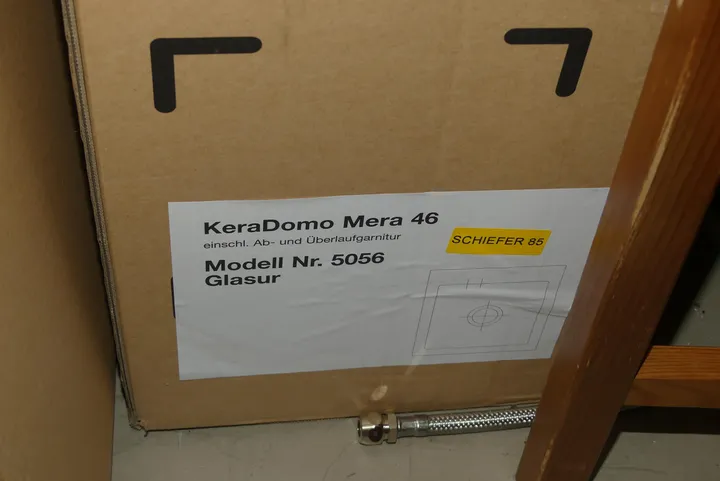 KeraDomo Mera 46
einschl. Ab- und Überlaufgarnitur
SCHIEFER 85
Modell Nr. 5056
Glasur